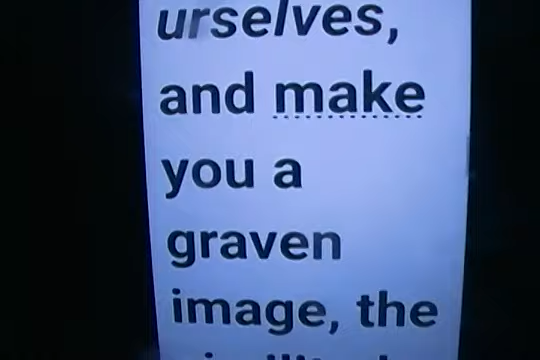 urselves,
and make
you a
graven
image, the